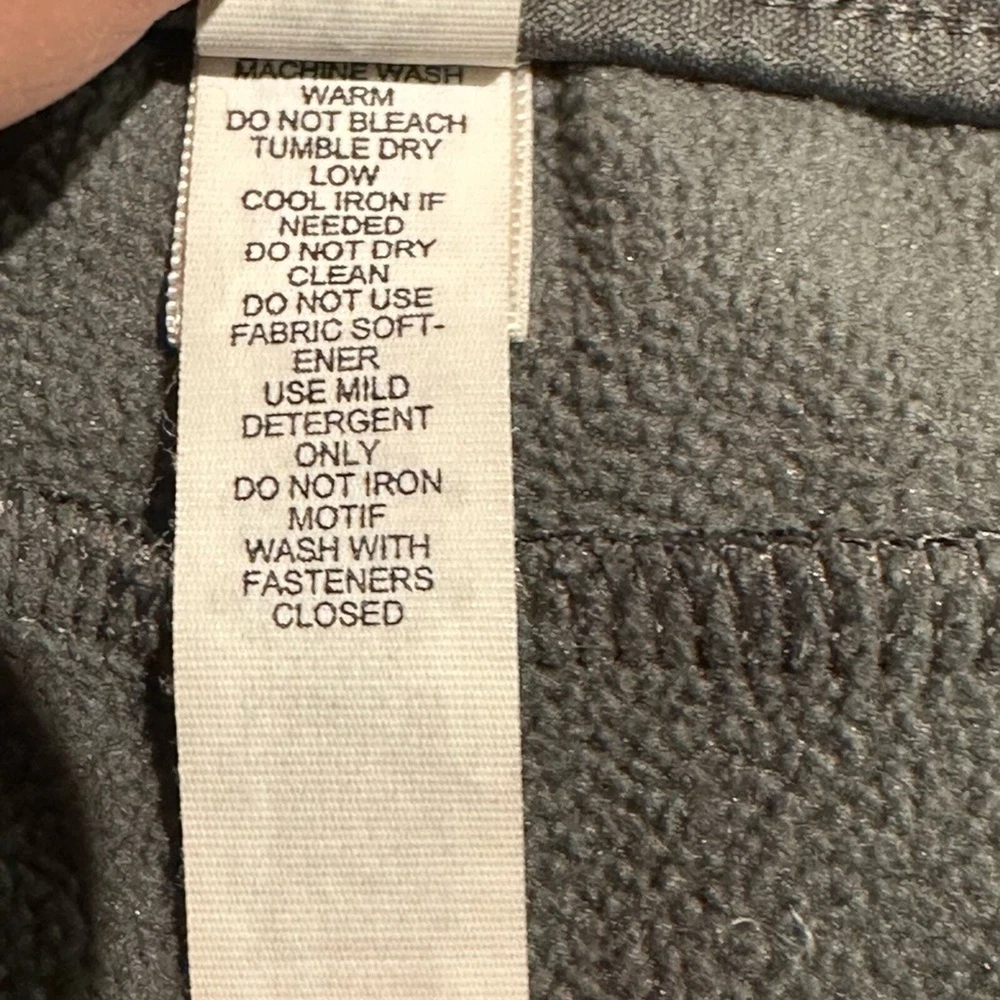 MACHINE WASH
WARM
DO NOT BLEACH
TUMBLE DRY
LOW
COOL IRON IF
NEEDED
DO NOT DRY
CLEAN
DO NOT USE
FABRIC SOFT-
ENER
USE MILD
DETERGENT
ONLY
DO NOT IRON
MOTIF
WASH WITH
FASTENERS
CLOSED